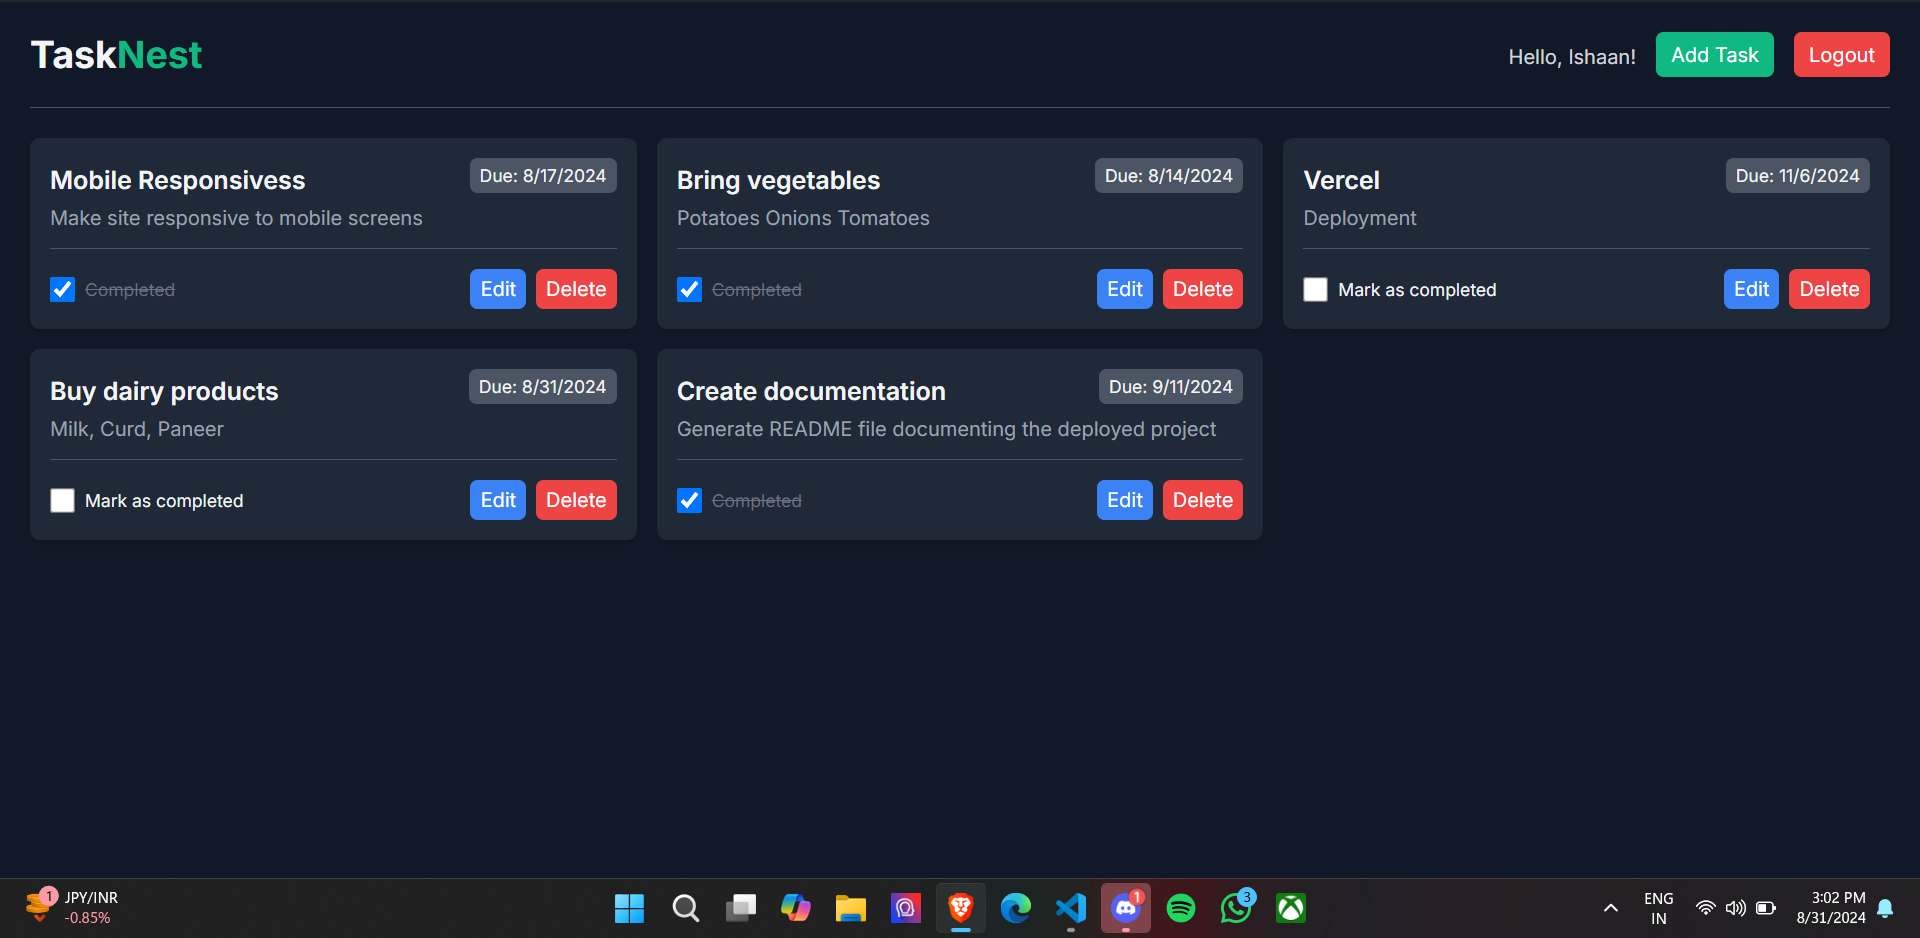 TaskNest
Hello, Ishaan!
Add Task
Logout
Mobile Responsivess
Due: 8/17/2024
Make site responsive to mobile screens
Completed
Edit
Delete
Bring vegetables
Due: 8/14/2024
Potatoes Onions Tomatoes
Completed
Edit
Delete
Vercel
Due: 11/6/2024
Deployment
Mark as completed
Edit
Delete
Buy dairy products
Due: 8/31/2024
Milk, Curd, Paneer
Mark as completed
Edit
Delete
Create documentation
Due: 9/11/2024
Generate README file documenting the deployed project
Completed
Edit
Delete
1
JPY/INR
-0.85%
1
3
ENG
IN
3:02 PM
8/31/2024